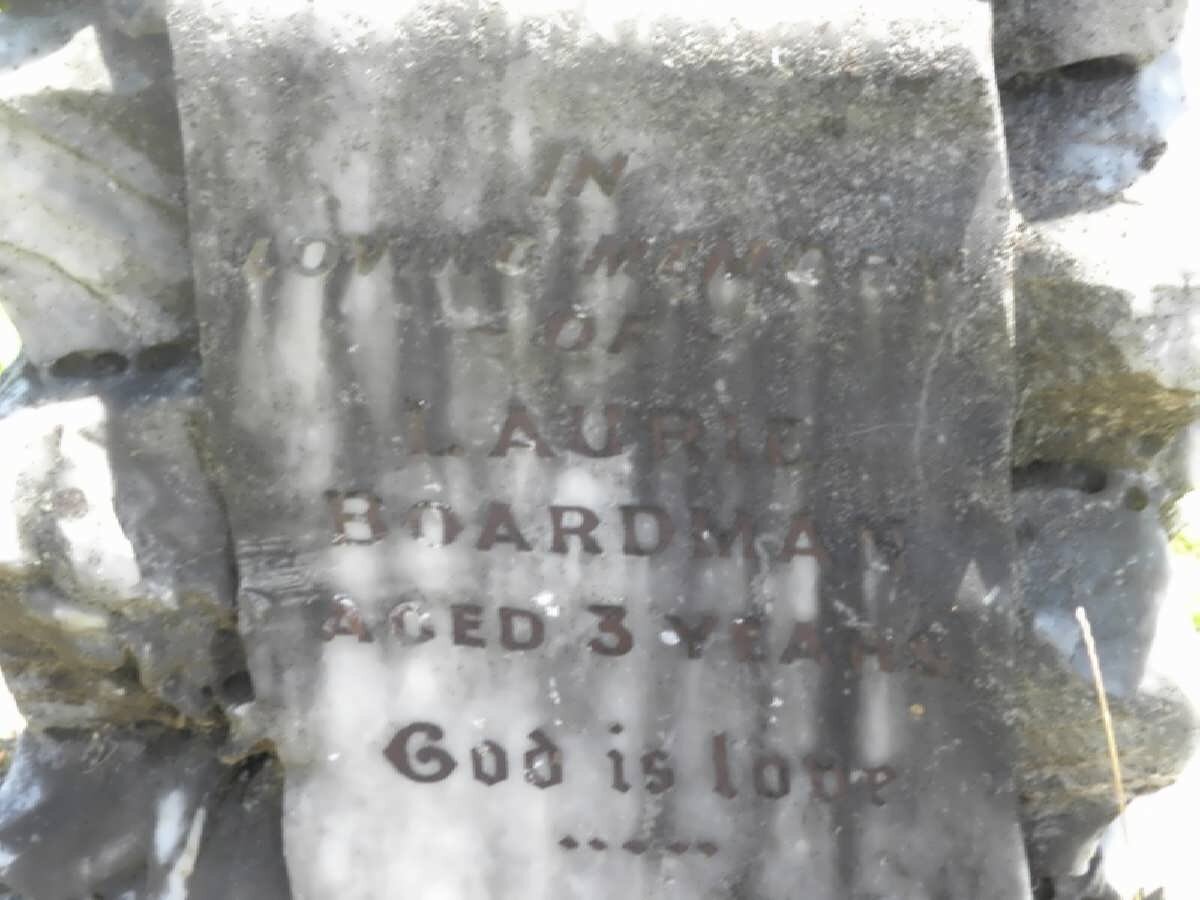 IN
LOVING MEMORY
- OF -
LAURIE
BOARDMAN
AGED 3 YEARS
God is love